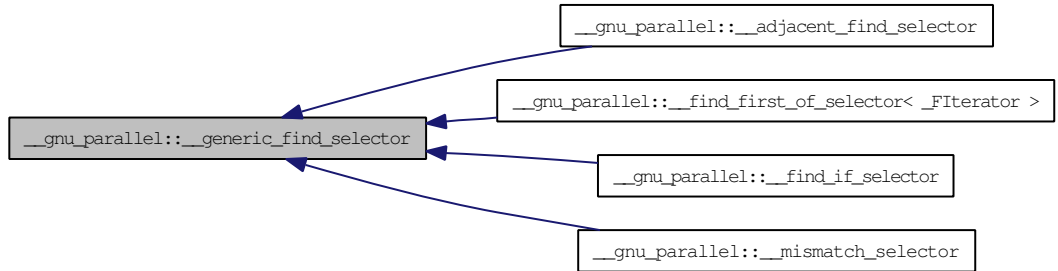 __gnu_parallel::__adjacent_find_selector
__gnu_parallel::__find_first_of_selector< _FIterator >
__gnu_parallel::__generic_find_selector
__gnu_parallel::__find_if_selector
__gnu_parallel::__mismatch_selector